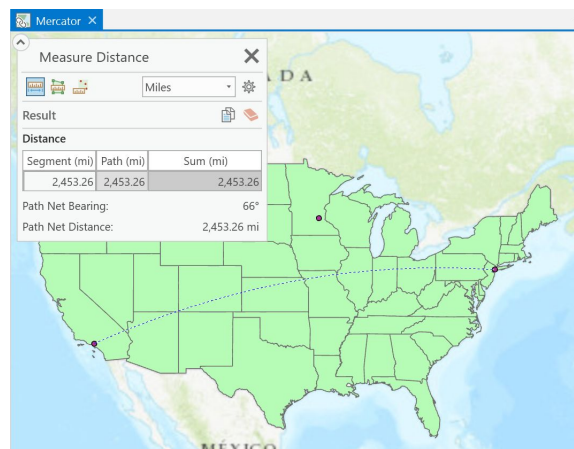 Mercator
Measure Distance
Miles
Result
Distance
Segment (mi) Path (mi) Sum (mi)
2,453.26 2,453.26 2,453.26
Path Net Bearing: 66°
Path Net Distance: 2,453.26 mi
A D A
MÉXICO